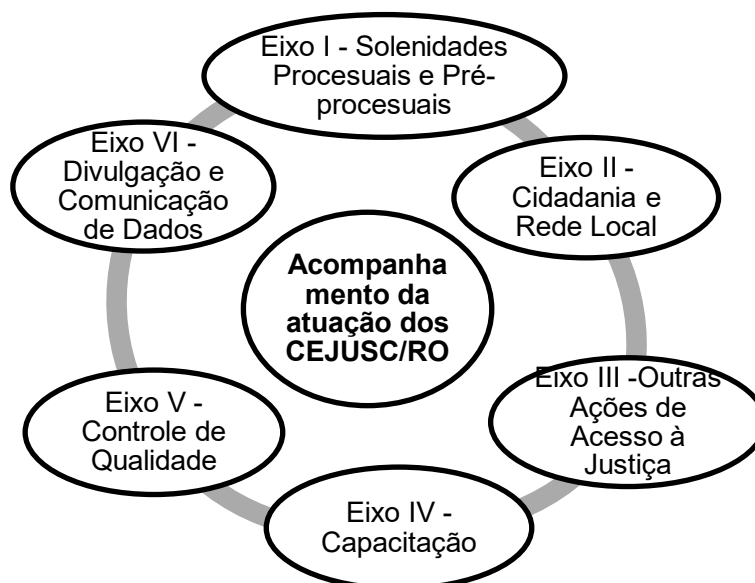 Eixo I - Solenidades
Procesuais e Pré-
procesuais
Eixo II -
Cidadania e
Rede Local
Eixo III -Outras
Ações de
Acesso à
Justiça
Eixo IV -
Capacitação
Eixo V -
Controle de
Qualidade
Eixo VI -
Divulgação e
Comunicação
de Dados
Acompanha
mento da
atuação dos
CEJUSC/RO